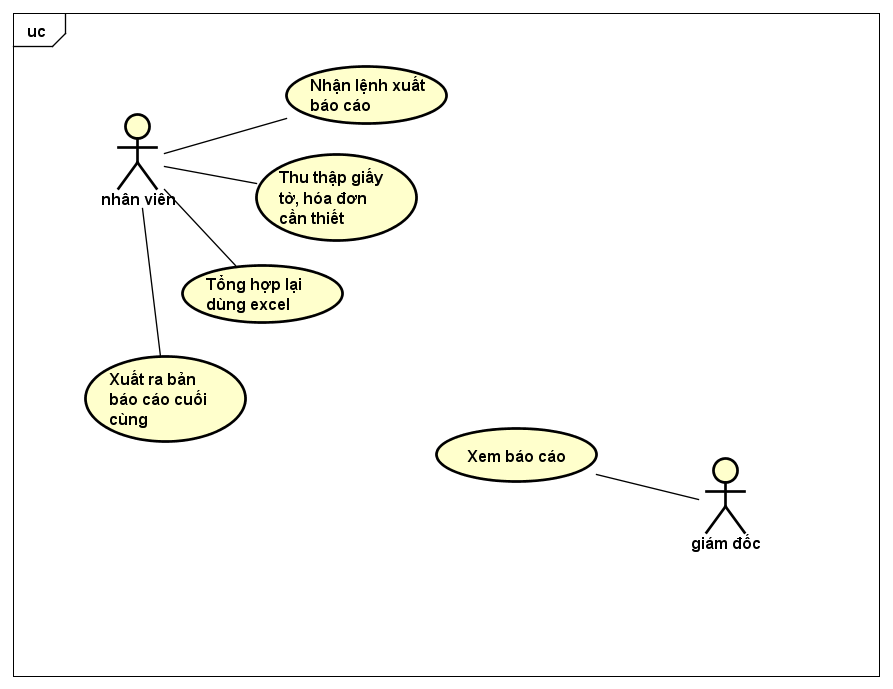 uc
Nhận lệnh xuất
báo cáo
nhân viên
Thu thập giấy
tờ, hóa đơn
cần thiết
Tổng hợp lại
dùng excel
Xuất ra bản
báo cáo cuối
cùng
Xem báo cáo
giám đốc